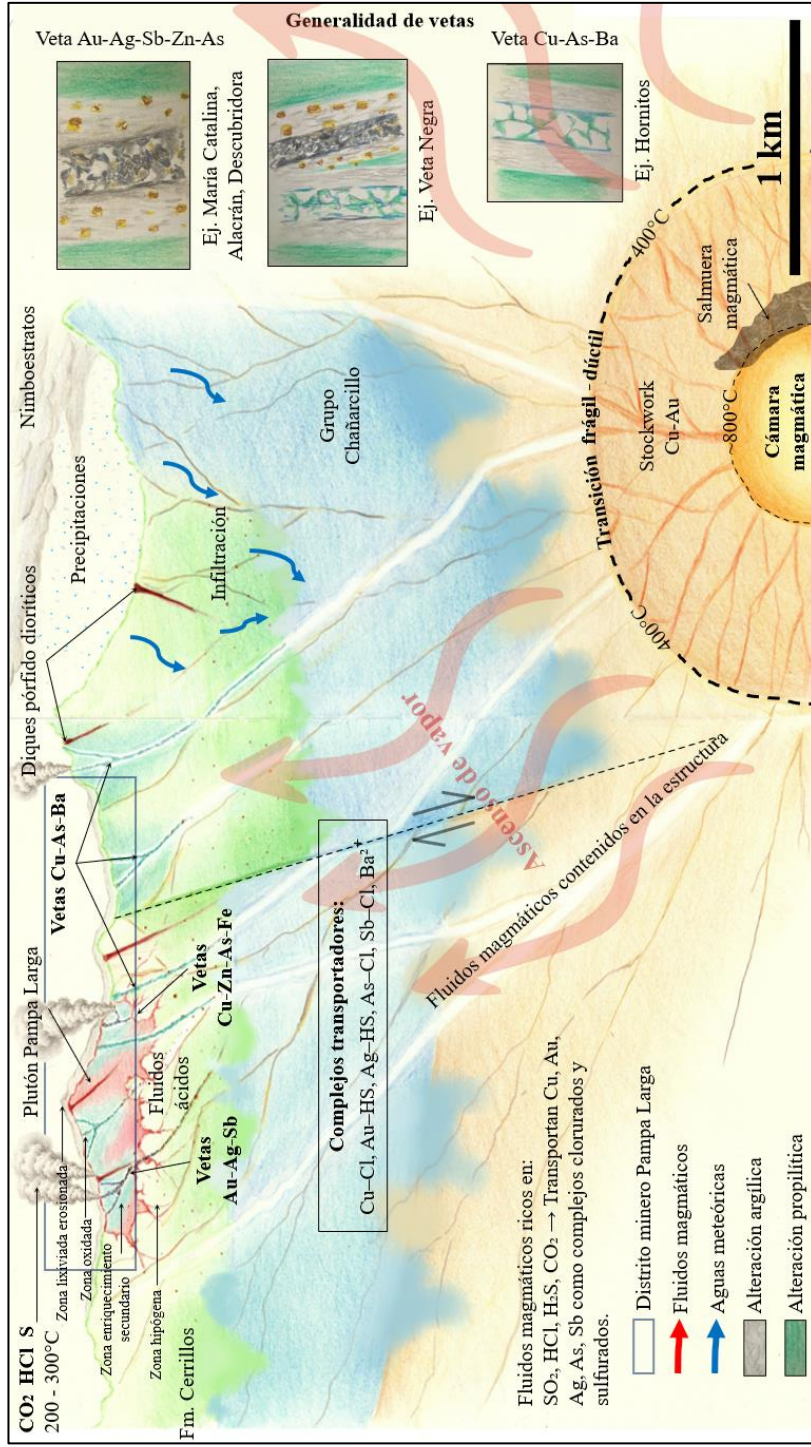 CO₂ HCl S
200 - 300°C
Zona lixiviada erosionada
Zona oxidada
Zona enriquecimiento
secundario
Zona hipógena
Fm. Cerrillos
Plutón Pampa Larga
Vetas
Au-Ag-Sb
Fluidos
ácidos
Vetas
Cu-Zn-As-Fe
Vetas Cu-As-Ba
Diques pórfido dioríticos
Precipitaciones
Nimboestratos
Infiltración
Grupo
Chañarcillo
Complejos transportadores:
Cu–Cl, Au–HS, Ag–HS, As–Cl, Sb–Cl, Ba²⁺
Ascenso de vapor
Fluidos magmáticos contenidos en la estructura
Transición frágil - dúctil
400°C
400°C
Stockwork
Cu-Au
Salmuera
magmática
~800°C
Cámara
magmática
1 km
Generalidad de vetas
Veta Au-Ag-Sb-Zn-As
Ej. María Catalina,
Alacrán, Descubridora
Ej. Veta Negra
Veta Cu-As-Ba
Ej. Hornitos
Fluidos magmáticos ricos en:
SO₂, HCl, H₂S, CO₂ → Transportan Cu, Au,
Ag, As, Sb como complejos clorurados y
sulfurados.
Distrito minero Pampa Larga
Fluidos magmáticos
Aguas meteóricas
Alteración argílica
Alteración propilítica